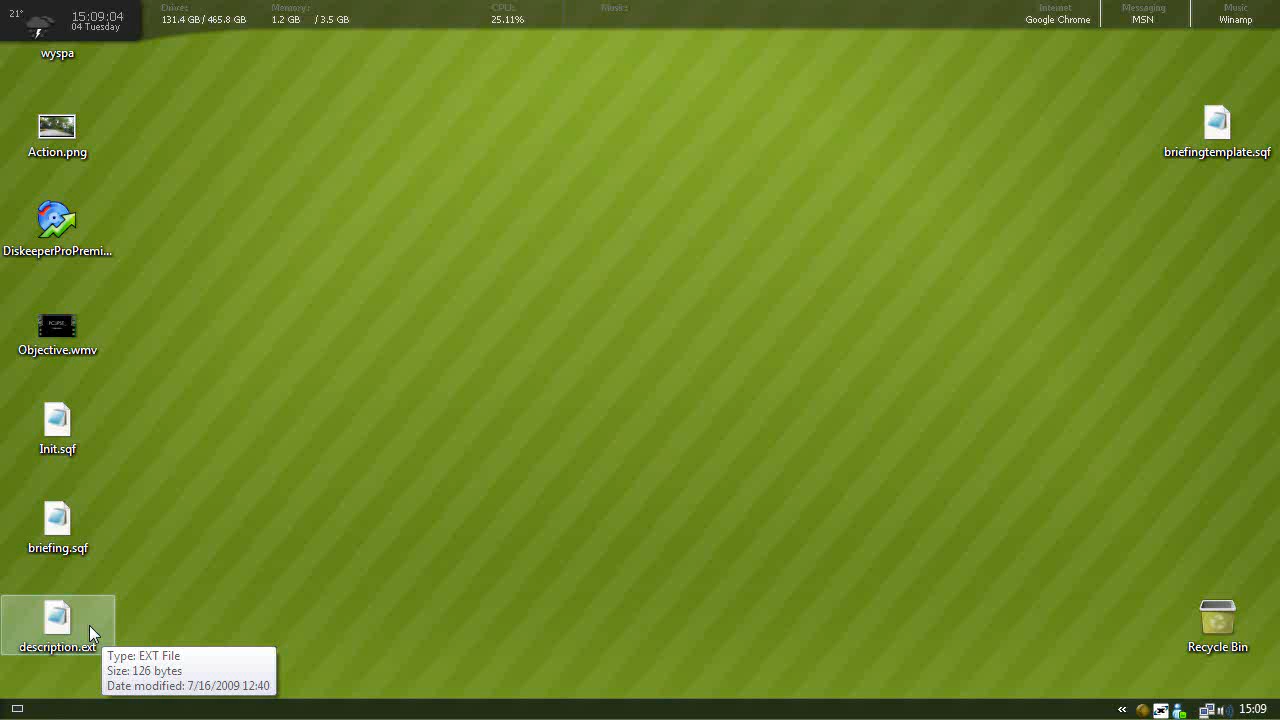 21°
15:09:04
04 Tuesday
Drive:
131.4 GB / 465.8 GB
Memory:
1.2 GB / 3.5 GB
CPU:
25.11%
Music:
Internet
Google Chrome
Messaging
MSN
Music
Winamp
wyspa
Action.png
DiskeeperProPremi...
Objective.wmv
Init.sqf
briefing.sqf
description.ext
Type: EXT File
Size: 126 bytes
Date modified: 7/16/2009 12:40
briefingtemplate.sqf
Recycle Bin
15:09